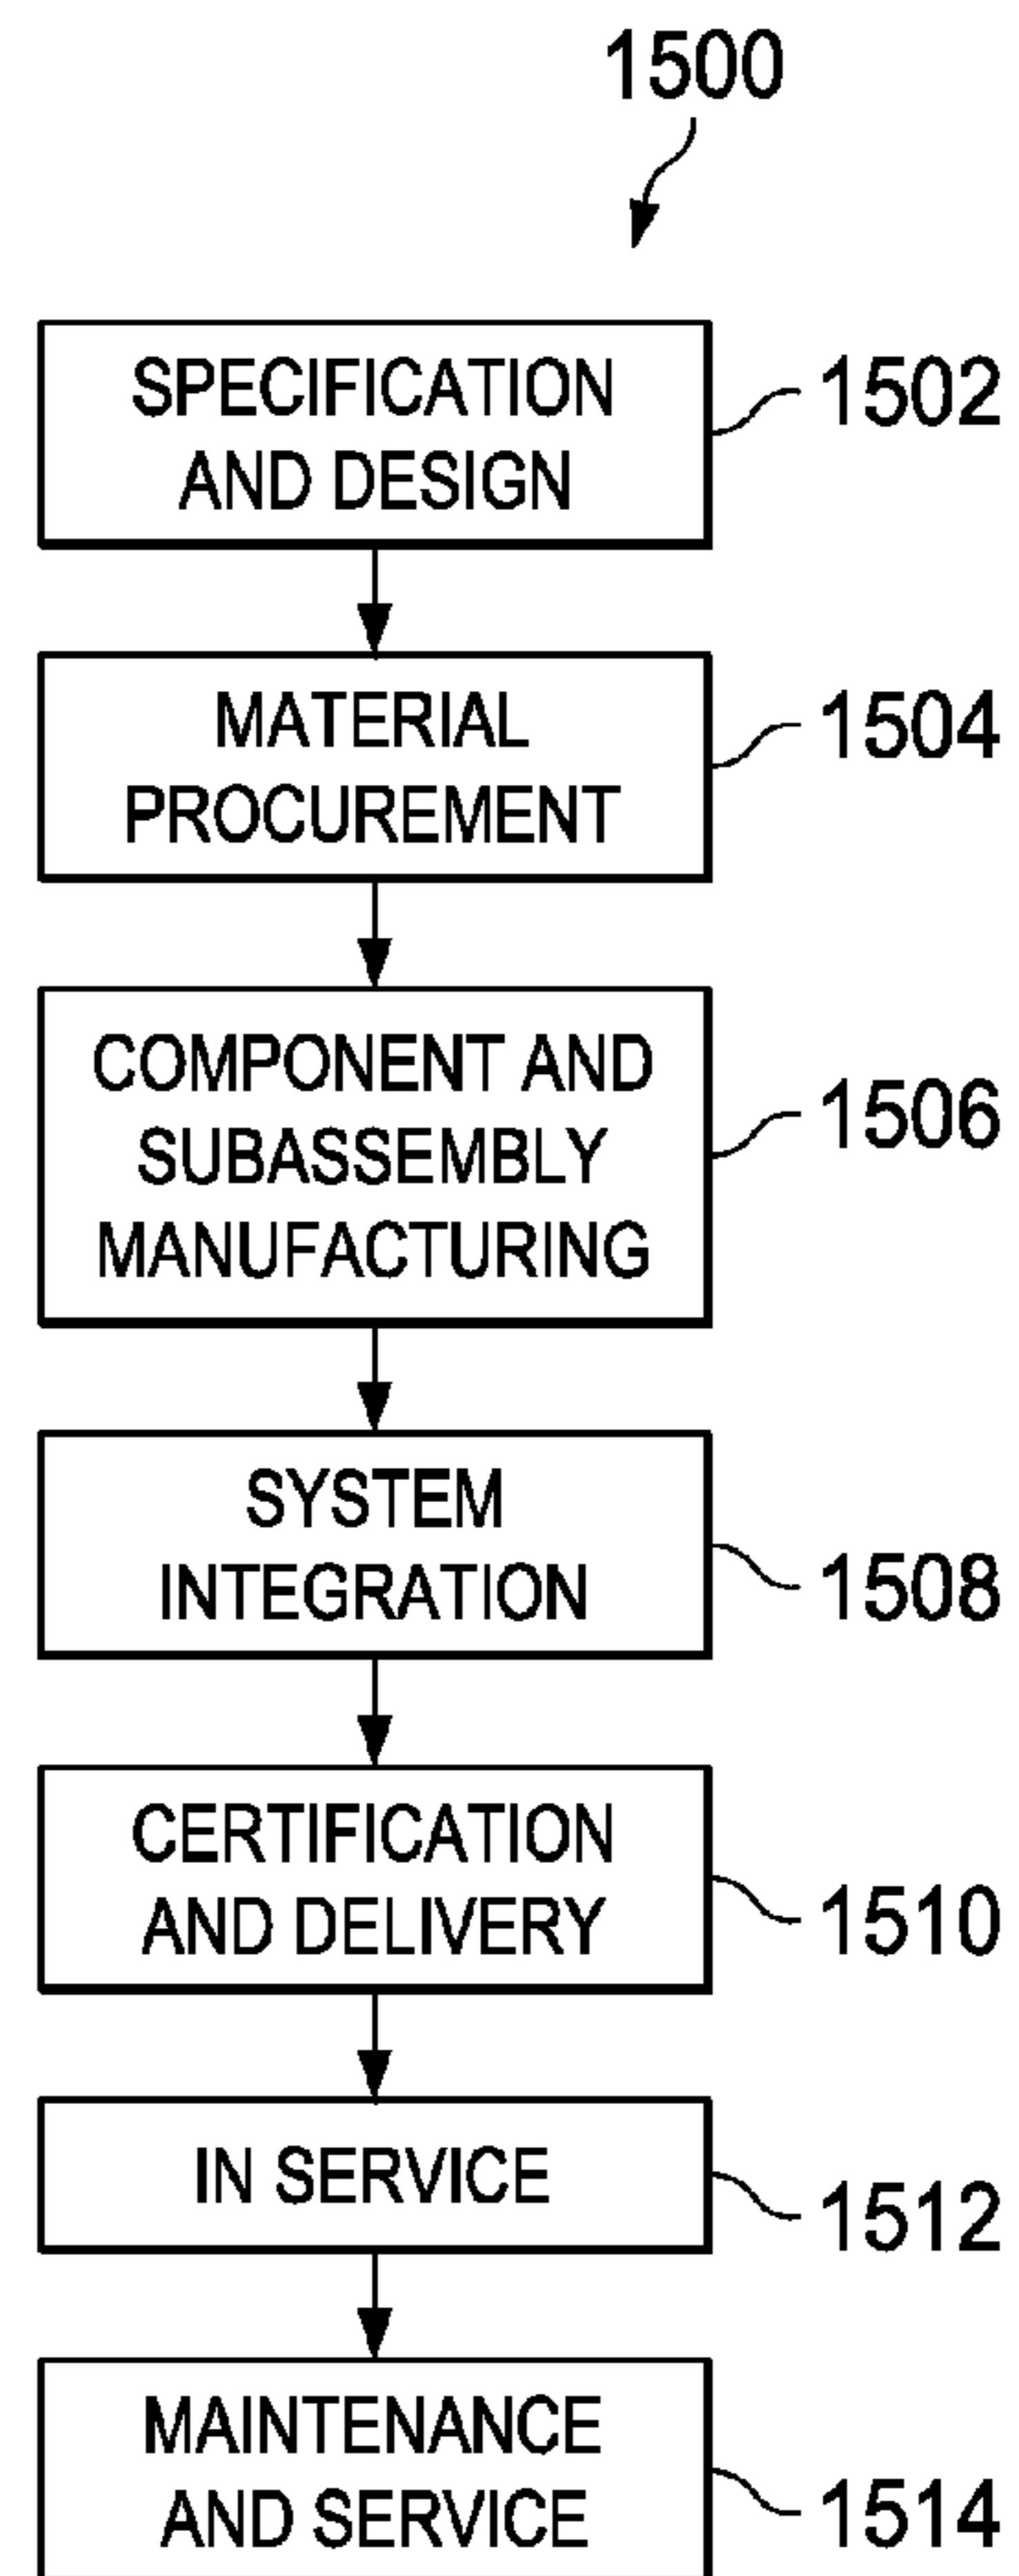 1500
SPECIFICATION
AND DESIGN
1502
MATERIAL
PROCUREMENT
1504
COMPONENT AND
SUBASSEMBLY
MANUFACTURING
1506
SYSTEM
INTEGRATION
1508
CERTIFICATION
AND DELIVERY
1510
IN SERVICE
1512
MAINTENANCE
AND SERVICE
1514